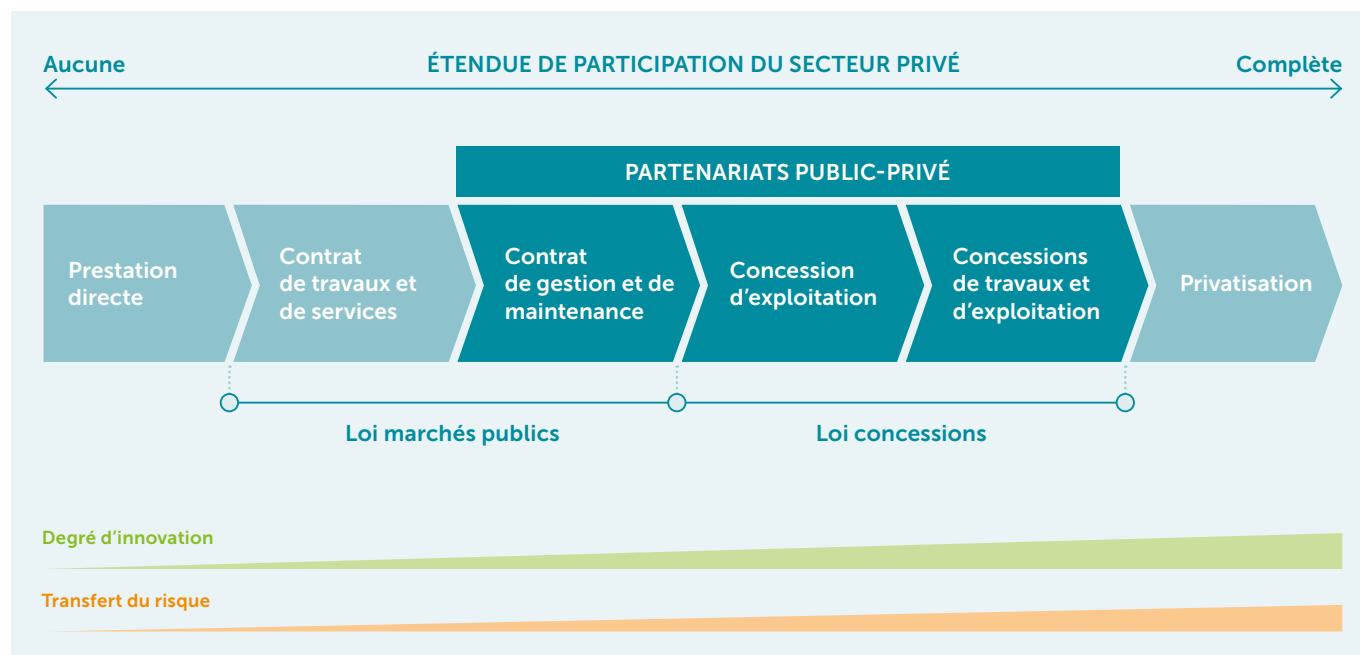 Aucune
ÉTENDUE DE PARTICIPATION DU SECTEUR PRIVÉ
Complète
PARTENARIATS PUBLIC-PRIVÉ
Prestation
directe
Contrat
de travaux et
de services
Contrat
de gestion et de
maintenance
Concession
d’exploitation
Concessions
de travaux et
d’exploitation
Privatisation
Loi marchés publics
Loi concessions
Degré d’innovation
Transfert du risque